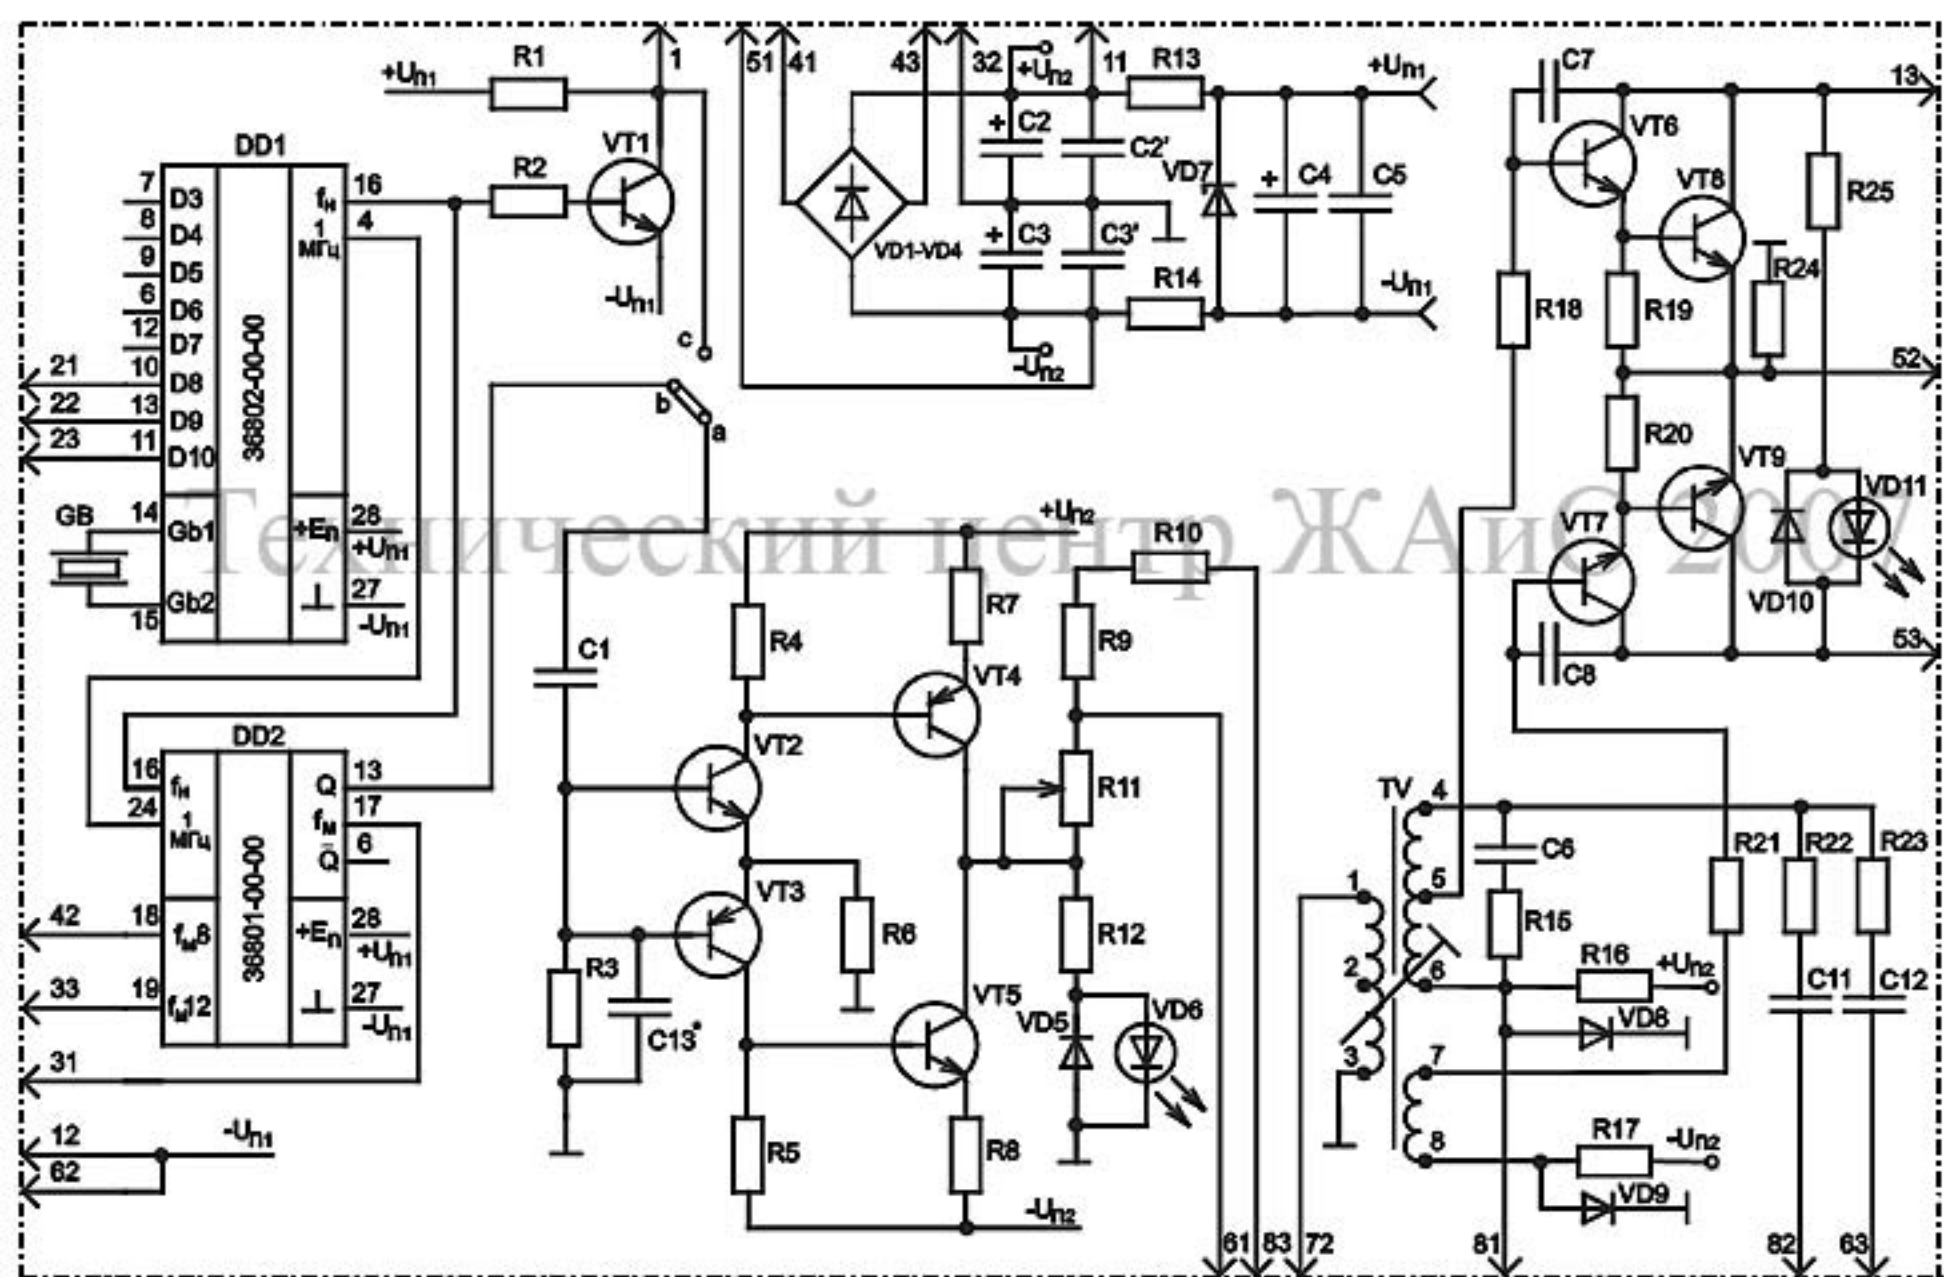 +Uп1
R1
1
51
41
43
32
+Uп2
11
R13
+Uп1
C7
13
DD1
VT1
R2
C2
C2'
VD7
C4
C5
VT6
VT8
R25
7
D3
8
D4
9
D5
6
D6
12
D7
21
10
D8
22
13
D9
23
11
D10
36802-00-00
fн
16
1
МГц
4
-Uп1
VD1-VD4
C3
C3'
R14
-Uп1
-Uп2
R18
R19
R24
52
c
b
a
R20
VT9
VD11
GB
14
Gb1
15
Gb2
+Eп
28
+Uп1
⊥
27
-Uп1
Технический центр ЖАиС 2007
+Uп2
R10
VT7
VD10
53
C8
C1
R4
R7
R9
VT4
DD2
16
fн
24
1
МГц
Q
13
fм
17
Q̅
6
VT2
R11
TV
4
C6
R21
R22
R23
36801-00-00
VT3
1
5
R15
42
18
fм8
+Eп
28
+Uп1
R6
R12
2
6
R16
+Uп2
33
19
fм12
⊥
27
-Uп1
R3
C13*
VT5
VD5
VD6
VD8
C11
C12
31
3
7
12
-Uп1
62
R5
R8
8
R17
-Uп2
VD9
-Uп2
61
83
72
81
82
63